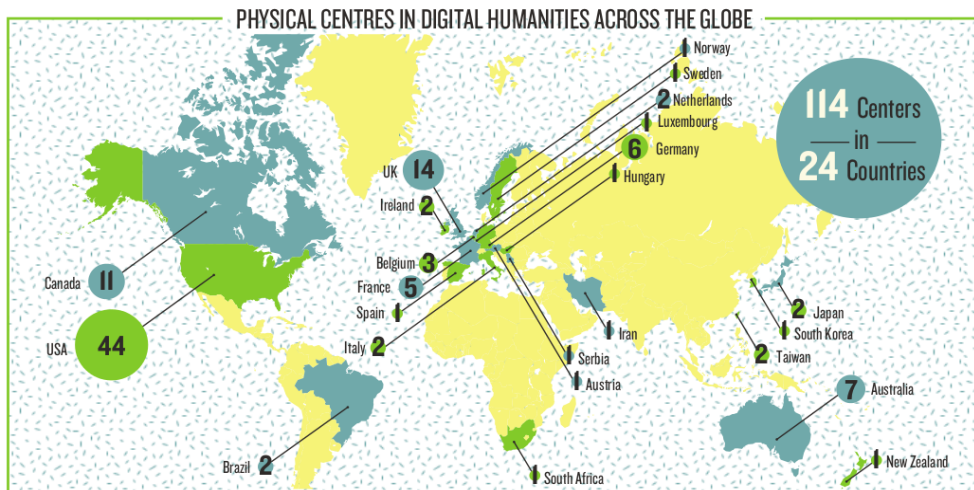 PHYSICAL CENTRES IN DIGITAL HUMANITIES ACROSS THE GLOBE
1 Norway
1 Sweden
2 Netherlands
1 Luxembourg
6 Germany
1 Hungary
114 Centers
in
24 Countries
UK 14
Ireland 2
Belgium 3
France 5
Spain 1
Italy 2
Canada 11
USA 44
Brazil 2
1 Iran
1 Serbia
1 Austria
2 Japan
1 South Korea
2 Taiwan
7 Australia
1 New Zealand
1 South Africa